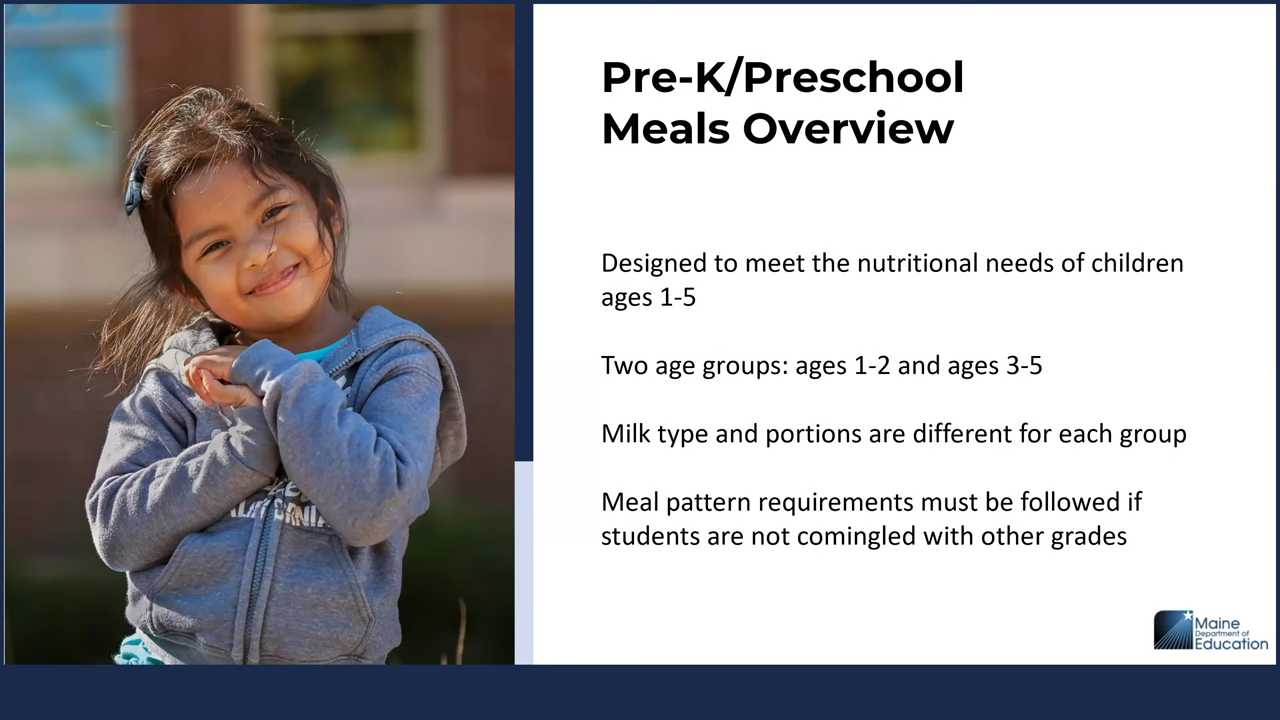 Pre-K/Preschool
Meals Overview
Designed to meet the nutritional needs of children
ages 1-5
Two age groups: ages 1-2 and ages 3-5
Milk type and portions are different for each group
Meal pattern requirements must be followed if
students are not comingled with other grades
Maine
Department of
Education